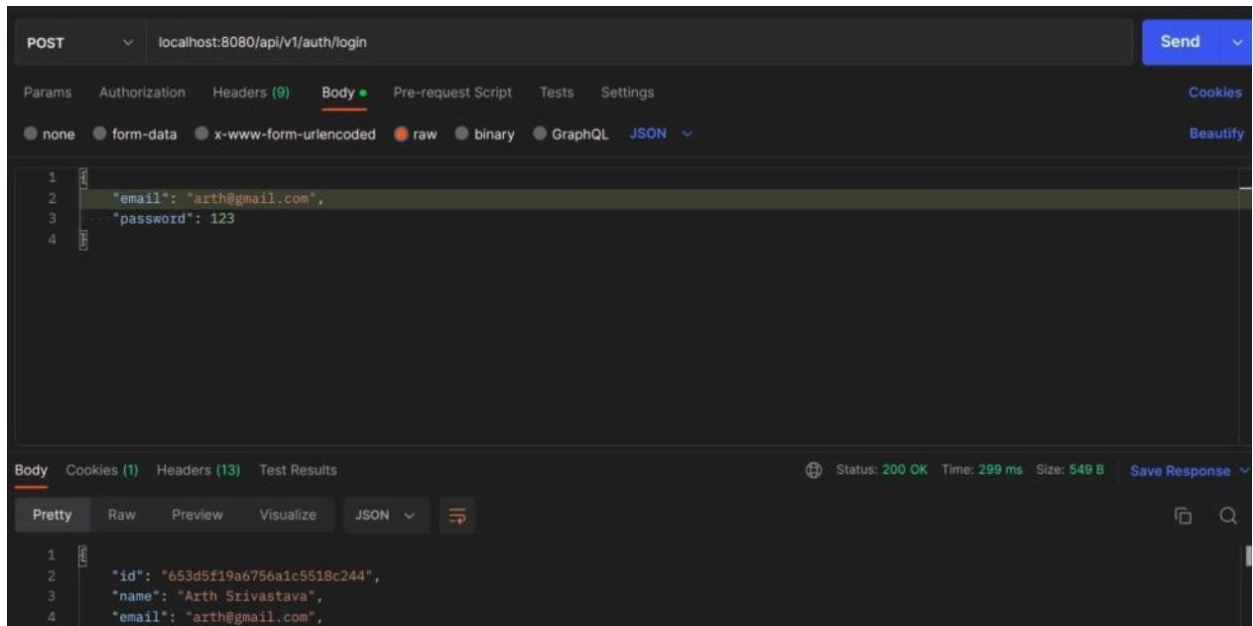 POST localhost:8080/api/v1/auth/login Send
Params Authorization Headers (9) Body Pre-request Script Tests Settings Cookies
none form-data x-www-form-urlencoded raw binary GraphQL JSON Beautify
1 {
2 "email": "arth@gmail.com",
3 "password": 123
4 }
Body Cookies (1) Headers (13) Test Results Status: 200 OK Time: 299 ms Size: 549 B Save Response
Pretty Raw Preview Visualize JSON
1 {
2 "id": "653d5f19a6756a1c5518c244",
3 "name": "Arth Srivastava",
4 "email": "arth@gmail.com",